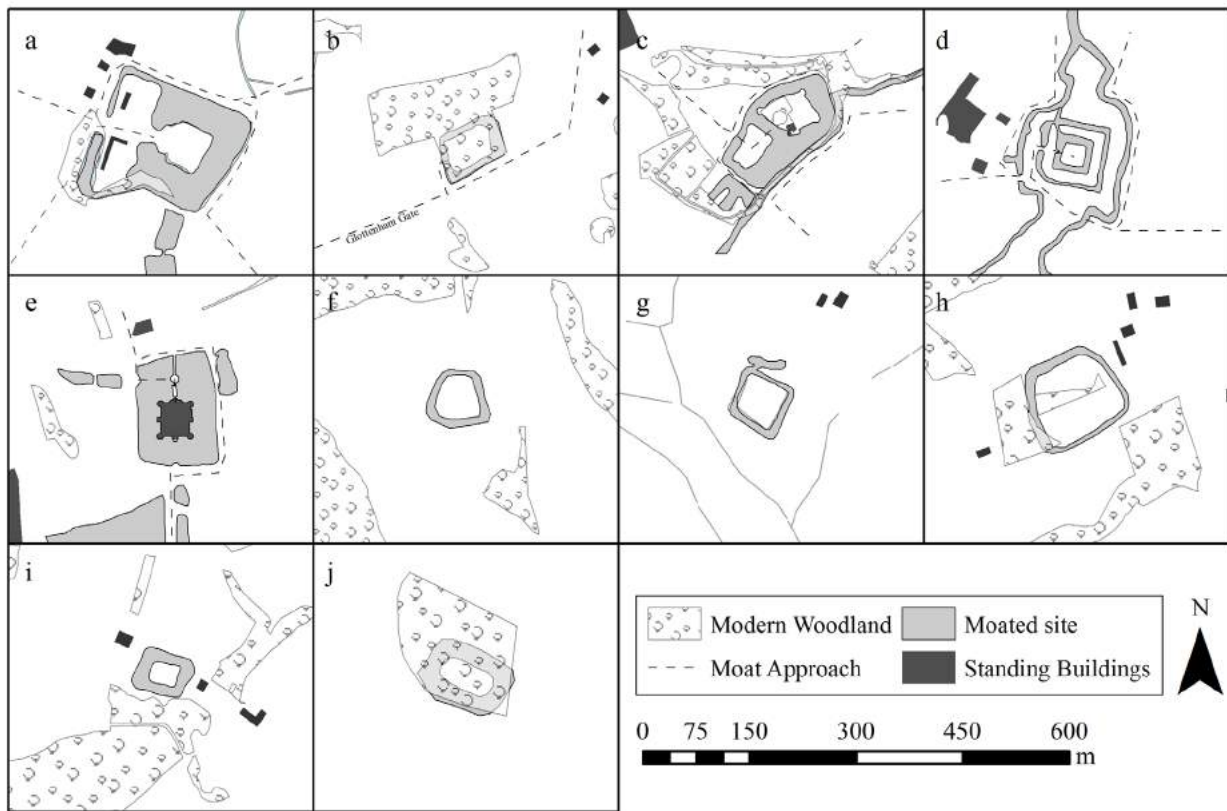 a
b
c
d
Glottenham Gate
e
f
g
h
i
j
Modern Woodland
Moated site
Moat Approach
Standing Buildings
N
0 75 150 300 450 600
m